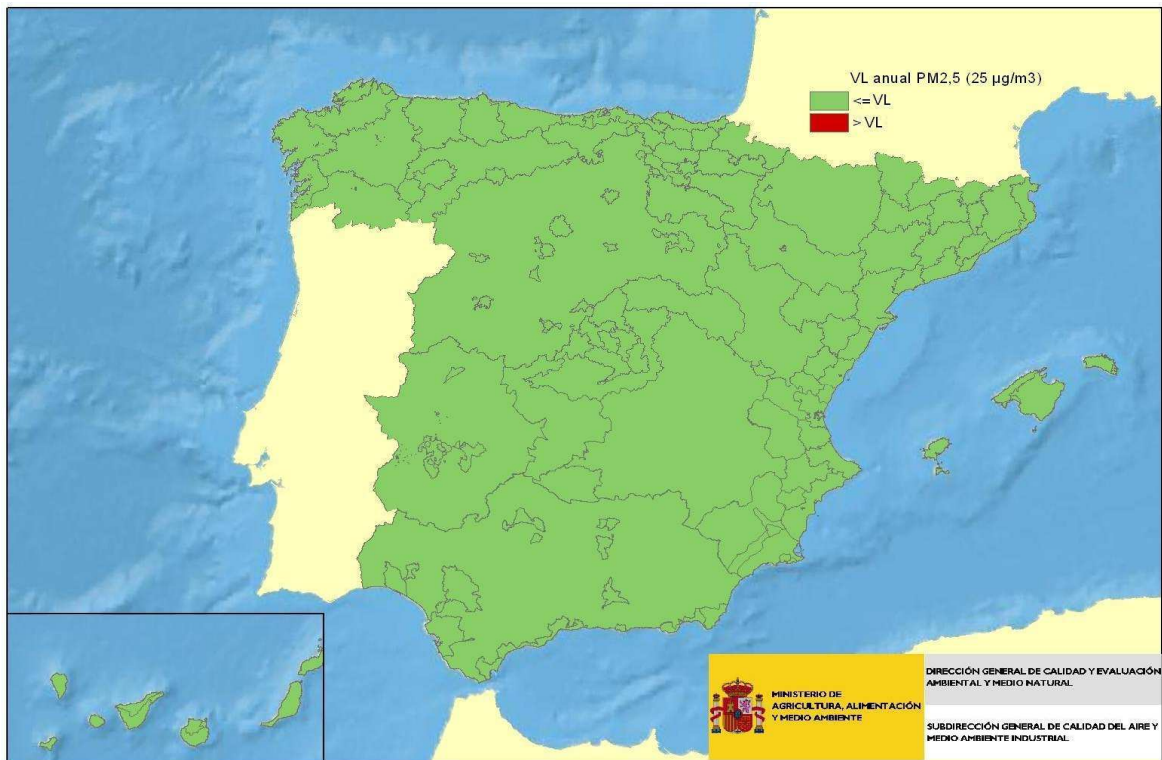 VL anual PM2,5 (25 µg/m3)
<= VL
> VL
MINISTERIO DE
AGRICULTURA, ALIMENTACIÓN
Y MEDIO AMBIENTE
DIRECCIÓN GENERAL DE CALIDAD Y EVALUACIÓN
AMBIENTAL Y MEDIO NATURAL
SUBDIRECCIÓN GENERAL DE CALIDAD DEL AIRE Y
MEDIO AMBIENTE INDUSTRIAL